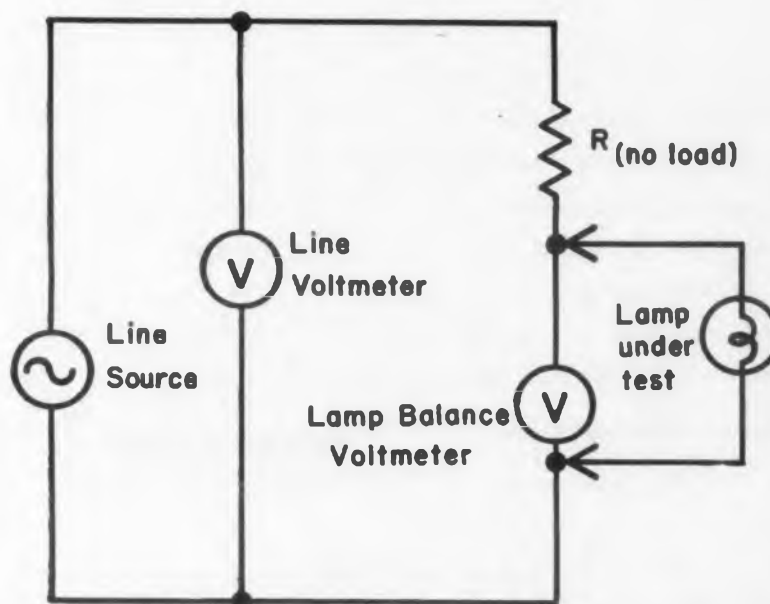 R (no load)
Line
Voltmeter
V
Line
Source
Lamp
under
test
Lamp Balance
Voltmeter
V